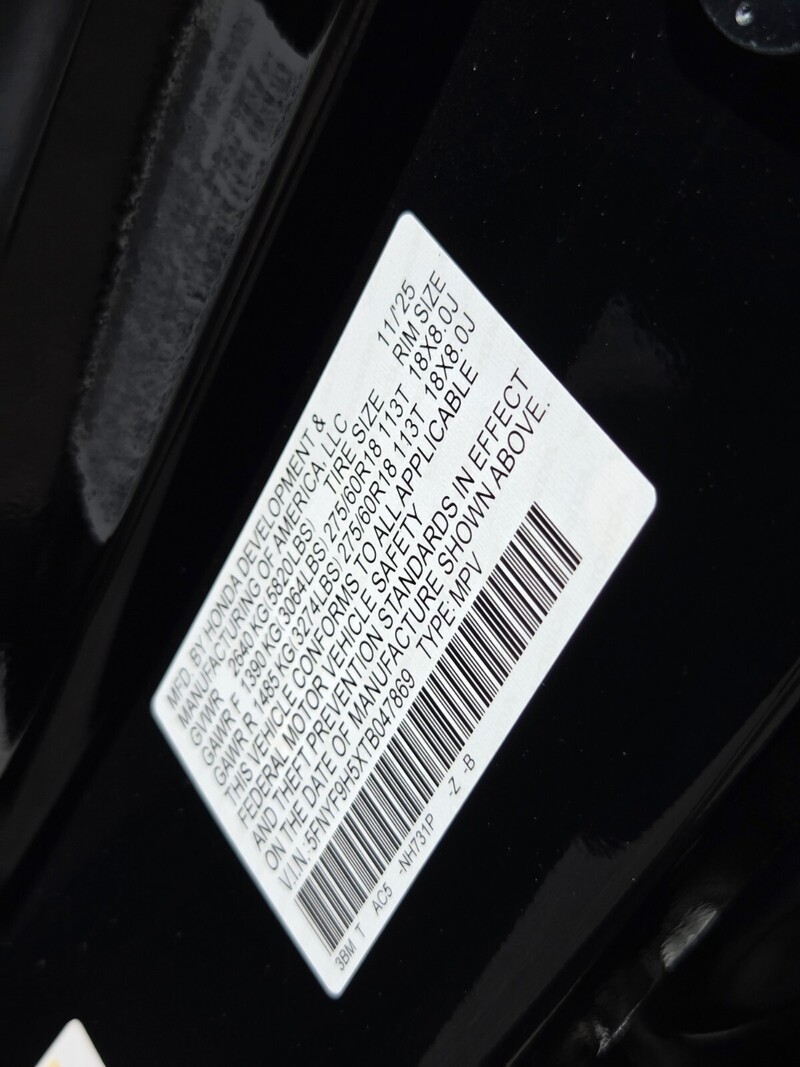 MFD. BY HONDA DEVELOPMENT &
MANUFACTURING OF AMERICA, LLC 11/'25
GVWR 2640 KG(5820 LBS) TIRE SIZE RIM SIZE
GAWR F 1390 KG(3064 LBS) 275/60R18 113T 18X8.0J
GAWR R 1485 KG(3274 LBS) 275/60R18 113T 18X8.0J
THIS VEHICLE CONFORMS TO ALL APPLICABLE
FEDERAL MOTOR VEHICLE SAFETY
AND THEFT PREVENTION STANDARDS IN EFFECT
ON THE DATE OF MANUFACTURE SHOWN ABOVE.
V.I.N.:5FNYF9H5XTB047869 TYPE:MPV
3BM T AC5 -NH731P -Z -B